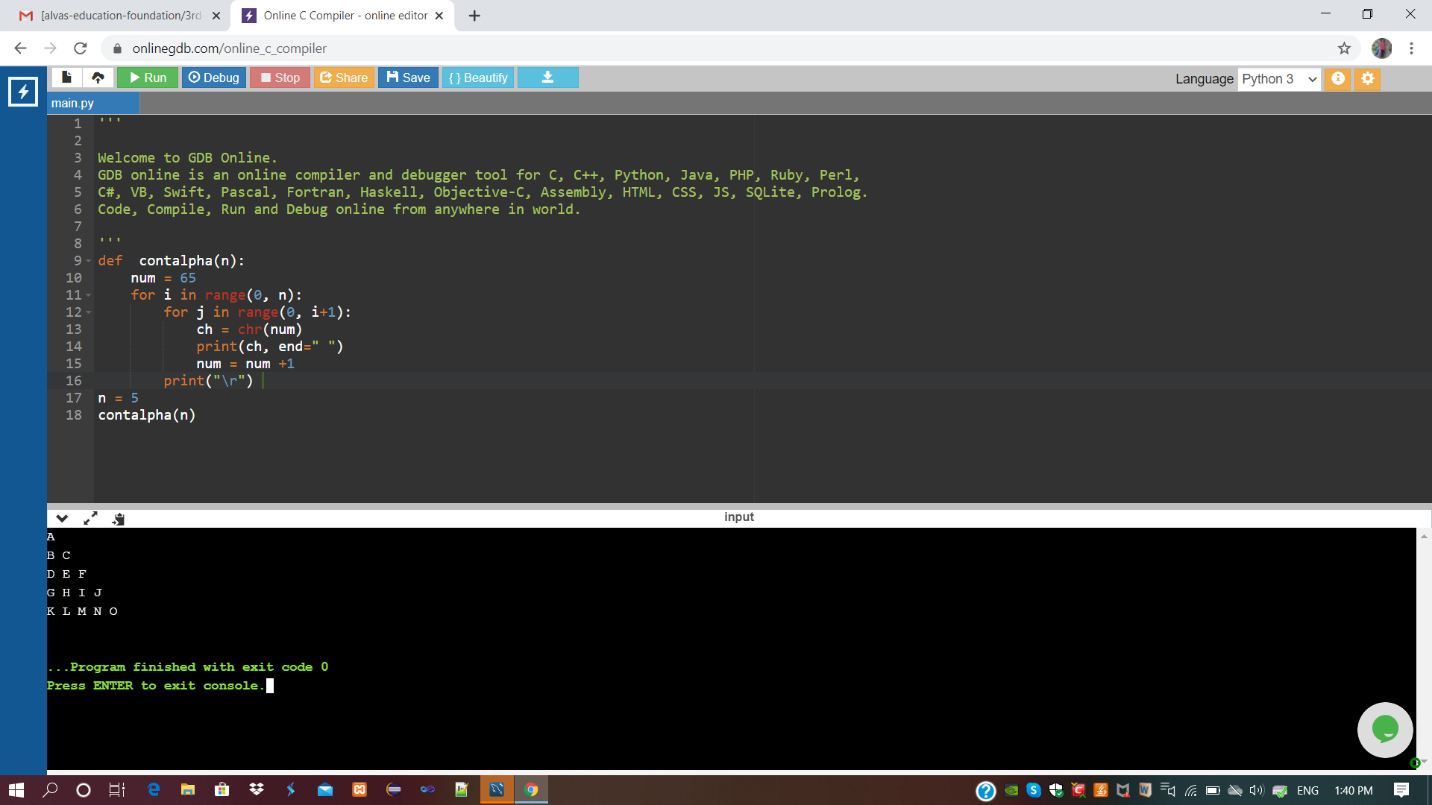 [alvas-education-foundation/3rd
Online C Compiler - online editor
onlinegdb.com/online_c_compiler
Run
Debug
Stop
Share
Save
{ } Beautify
Language
Python 3
main.py
1 '''
2
3 Welcome to GDB Online.
4 GDB online is an online compiler and debugger tool for C, C++, Python, Java, PHP, Ruby, Perl,
5 C#, VB, Swift, Pascal, Fortran, Haskell, Objective-C, Assembly, HTML, CSS, JS, SQLite, Prolog.
6 Code, Compile, Run and Debug online from anywhere in world.
7
8 '''
9 def  contalpha(n):
10     num = 65
11     for i in range(0, n):
12         for j in range(0, i+1):
13             ch = chr(num)
14             print(ch, end=" ")
15             num = num +1
16         print("\r")
17 n = 5
18 contalpha(n)
input
A
B C
D E F
G H I J
K L M N O
...Program finished with exit code 0
Press ENTER to exit console.
ENG
1:40 PM